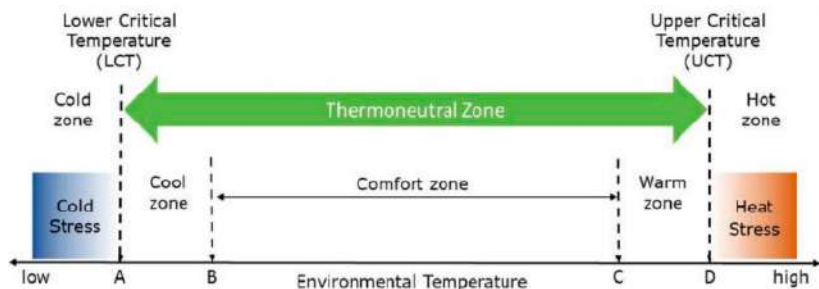 Lower Critical
Temperature
(LCT)
Upper Critical
Temperature
(UCT)
Cold
zone
Thermoneutral Zone
Hot
zone
Cool
zone
Comfort zone
Warm
zone
Cold
Stress
Heat
Stress
low
A
B
Environmental Temperature
C
D
high